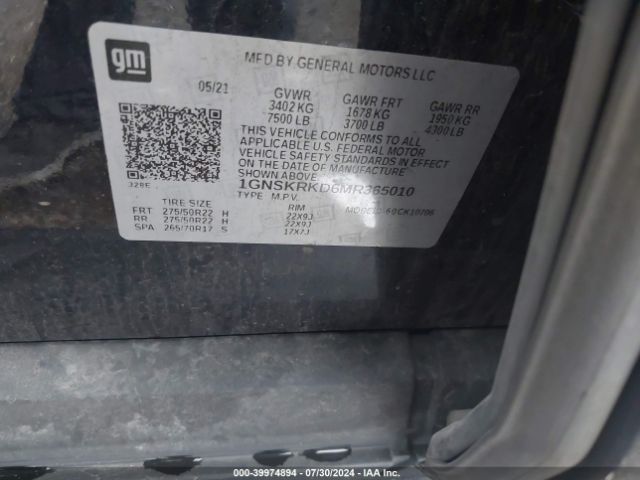 gm
MFD BY GENERAL MOTORS LLC
05/21
GVWR GAWR FRT GAWR RR
3402 KG 1678 KG 1950 KG
7500 LB 3700 LB 4300 LB
THIS VEHICLE CONFORMS TO ALL
APPLICABLE U.S. FEDERAL MOTOR
VEHICLE SAFETY STANDARDS IN EFFECT
ON THE DATE OF MANUFACTURE
SHOWN ABOVE.
1GNSKRKD6MR365010
J28E
TYPE M.P.V.
TIRE SIZE RIM
FRT 275/50R22 H 22X9J
RR 275/50R22 H 22X9J
SPA 265/70R17 S 17X7J
000-39974894 | 07/30/2024 | IAA Inc.